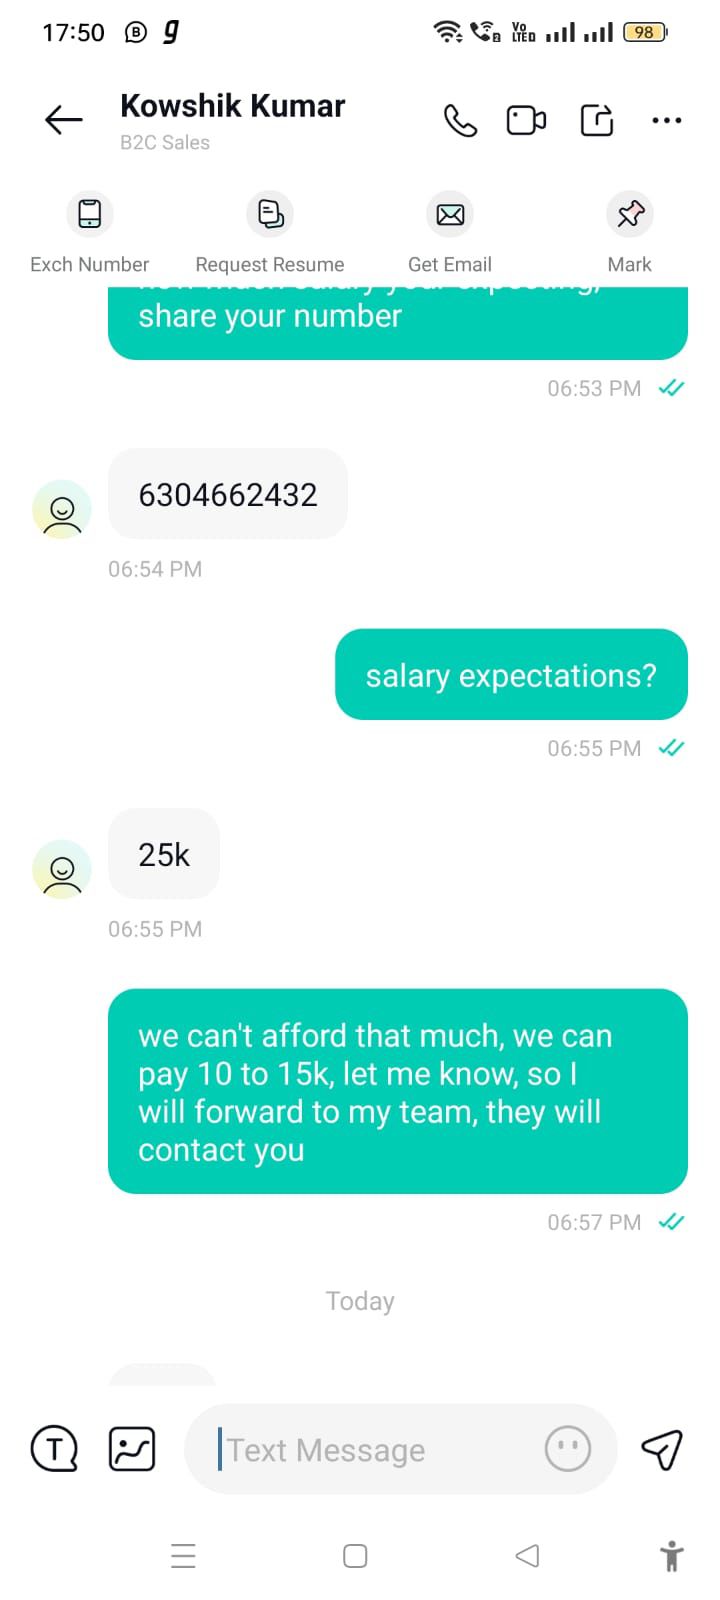 17:50
98
Kowshik Kumar
B2C Sales
Exch Number Request Resume Get Email Mark
share your number
06:53 PM
6304662432
06:54 PM
salary expectations?
06:55 PM
25k
06:55 PM
we can't afford that much, we can
pay 10 to 15k, let me know, so I
will forward to my team, they will
contact you
06:57 PM
Today
Text Message